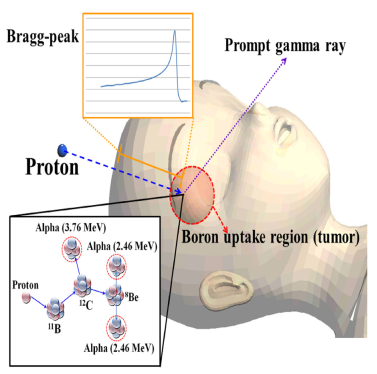 Bragg-peak
Prompt gamma ray
Proton
Boron uptake region (tumor)
Alpha (3.76 MeV)
Alpha (2.46 MeV)
Proton
¹²C
⁸Be
¹¹B
Alpha (2.46 MeV)